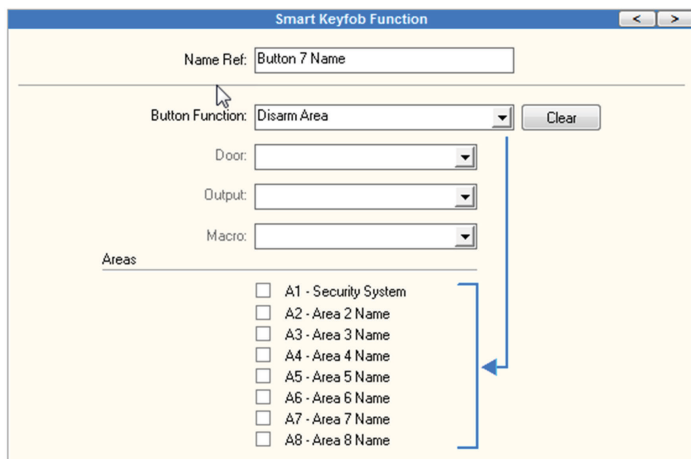 Smart Keyfob Function < >
Name Ref: Button 7 Name
Button Function: Disarm Area Clear
Door:
Output:
Macro:
Areas
A1 - Security System
A2 - Area 2 Name
A3 - Area 3 Name
A4 - Area 4 Name
A5 - Area 5 Name
A6 - Area 6 Name
A7 - Area 7 Name
A8 - Area 8 Name